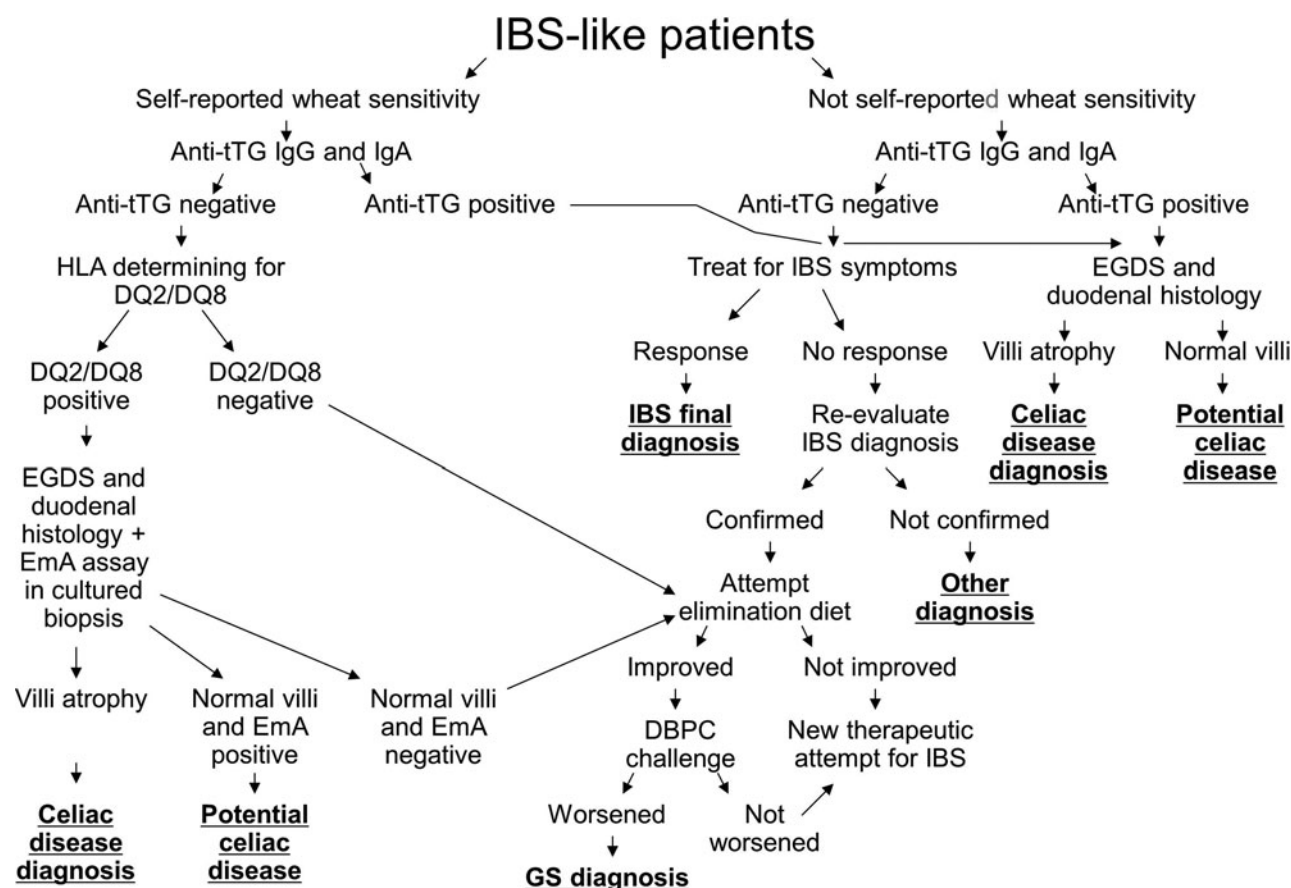 IBS-like patients
Self-reported wheat sensitivity
Not self-reported wheat sensitivity
Anti-tTG IgG and IgA
Anti-tTG IgG and IgA
Anti-tTG negative
Anti-tTG positive
Anti-tTG negative
Anti-tTG positive
HLA determining for
DQ2/DQ8
Treat for IBS symptoms
EGDS and
duodenal histology
DQ2/DQ8
positive
DQ2/DQ8
negative
Response
No response
Villi atrophy
Normal villi
IBS final
diagnosis
Re-evaluate
IBS diagnosis
Celiac
disease
diagnosis
Potential
celiac
disease
EGDS and
duodenal
histology +
EmA assay
in cultured
biopsis
Confirmed
Not confirmed
Attempt
elimination diet
Other
diagnosis
Improved
Not improved
Villi atrophy
Normal villi
and EmA
positive
Normal villi
and EmA
negative
DBPC
challenge
New therapeutic
attempt for IBS
Celiac
disease
diagnosis
Potential
celiac
disease
Worsened
Not
worsened
GS diagnosis